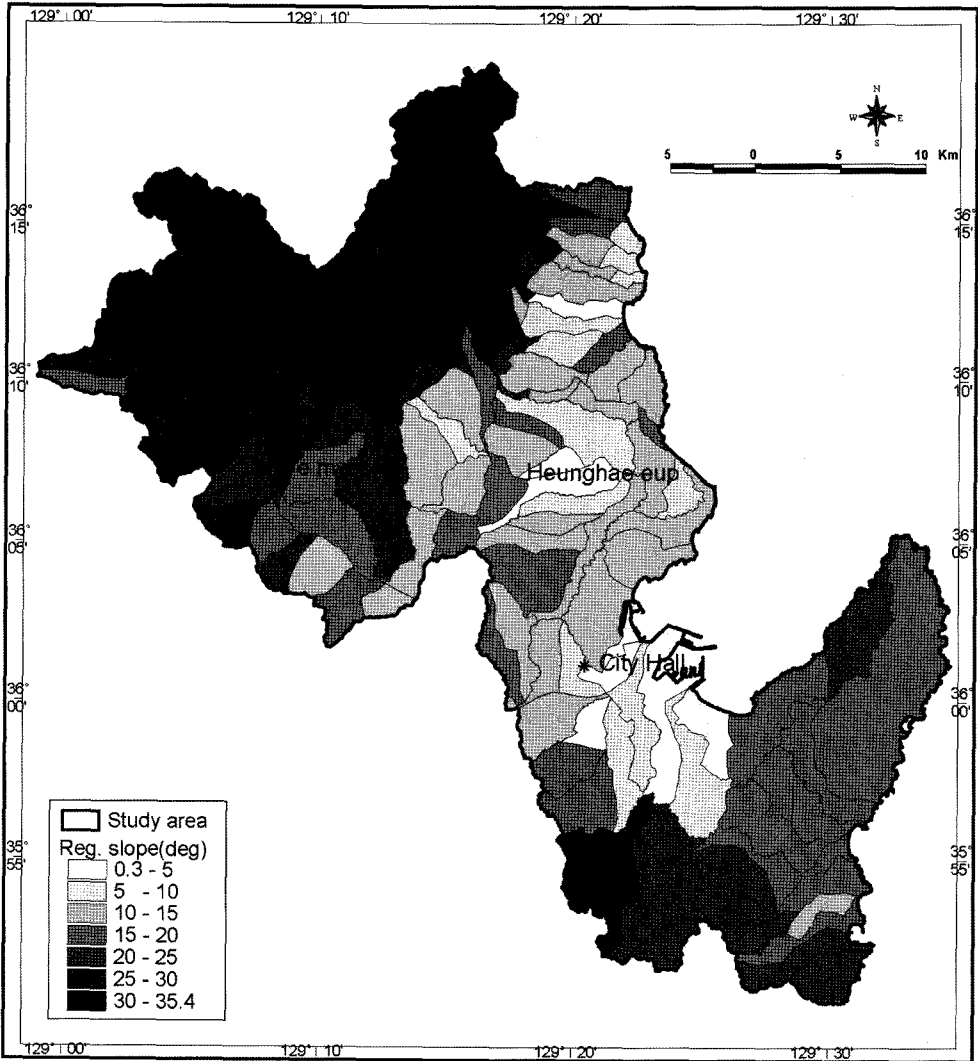 129° 00'
129° 10'
129° 20'
129° 30'
N
W
E
S
5
0
5
10
Km
36°
15'
36°
15'
36°
10'
36°
10'
Heunghae eup
36°
05'
36°
05'
City Hall
36°
00'
36°
00'
35°
55'
35°
55'
Study area
Reg. slope(deg)
0.3 - 5
5 - 10
10 - 15
15 - 20
20 - 25
25 - 30
30 - 35.4
129° 00'
129° 10'
129° 20'
129° 30'